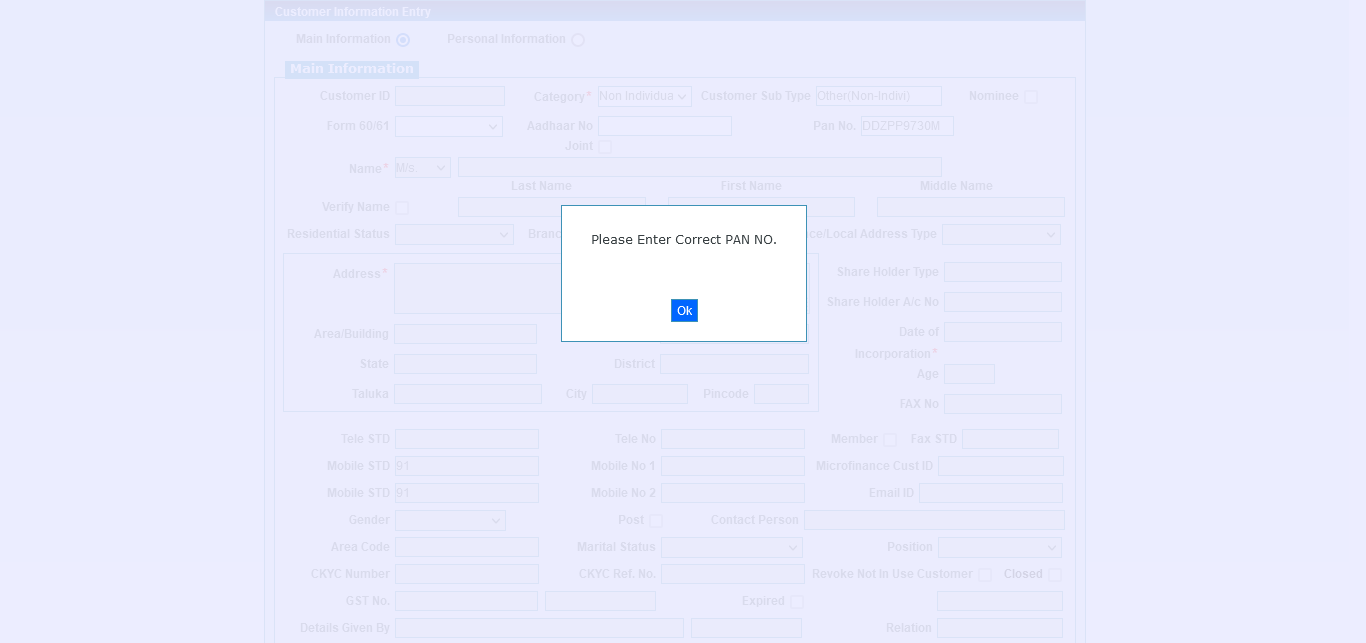 Customer Information Entry
Main Information Personal Information
Main Information
Customer ID Category* Non Individua Customer Sub Type Other(Non-Indivi) Nominee
Form 60/61 Aadhaar No Pan No. DDZPP9730M
Joint
Name* M/s.
Last Name First Name Middle Name
Verify Name
Residential Status Branc ce/Local Address Type
Please Enter Correct PAN NO.
Ok
Address* Share Holder Type
Share Holder A/c No
Area/Building Date of
Incorporation*
State District
Age
Taluka City Pincode
FAX No
Tele STD Tele No Member Fax STD
Mobile STD 91 Mobile No 1 Microfinance Cust ID
Mobile STD 91 Mobile No 2 Email ID
Gender Post Contact Person
Area Code Marital Status Position
CKYC Number CKYC Ref. No. Revoke Not In Use Customer Closed
GST No. Expired
Details Given By Relation